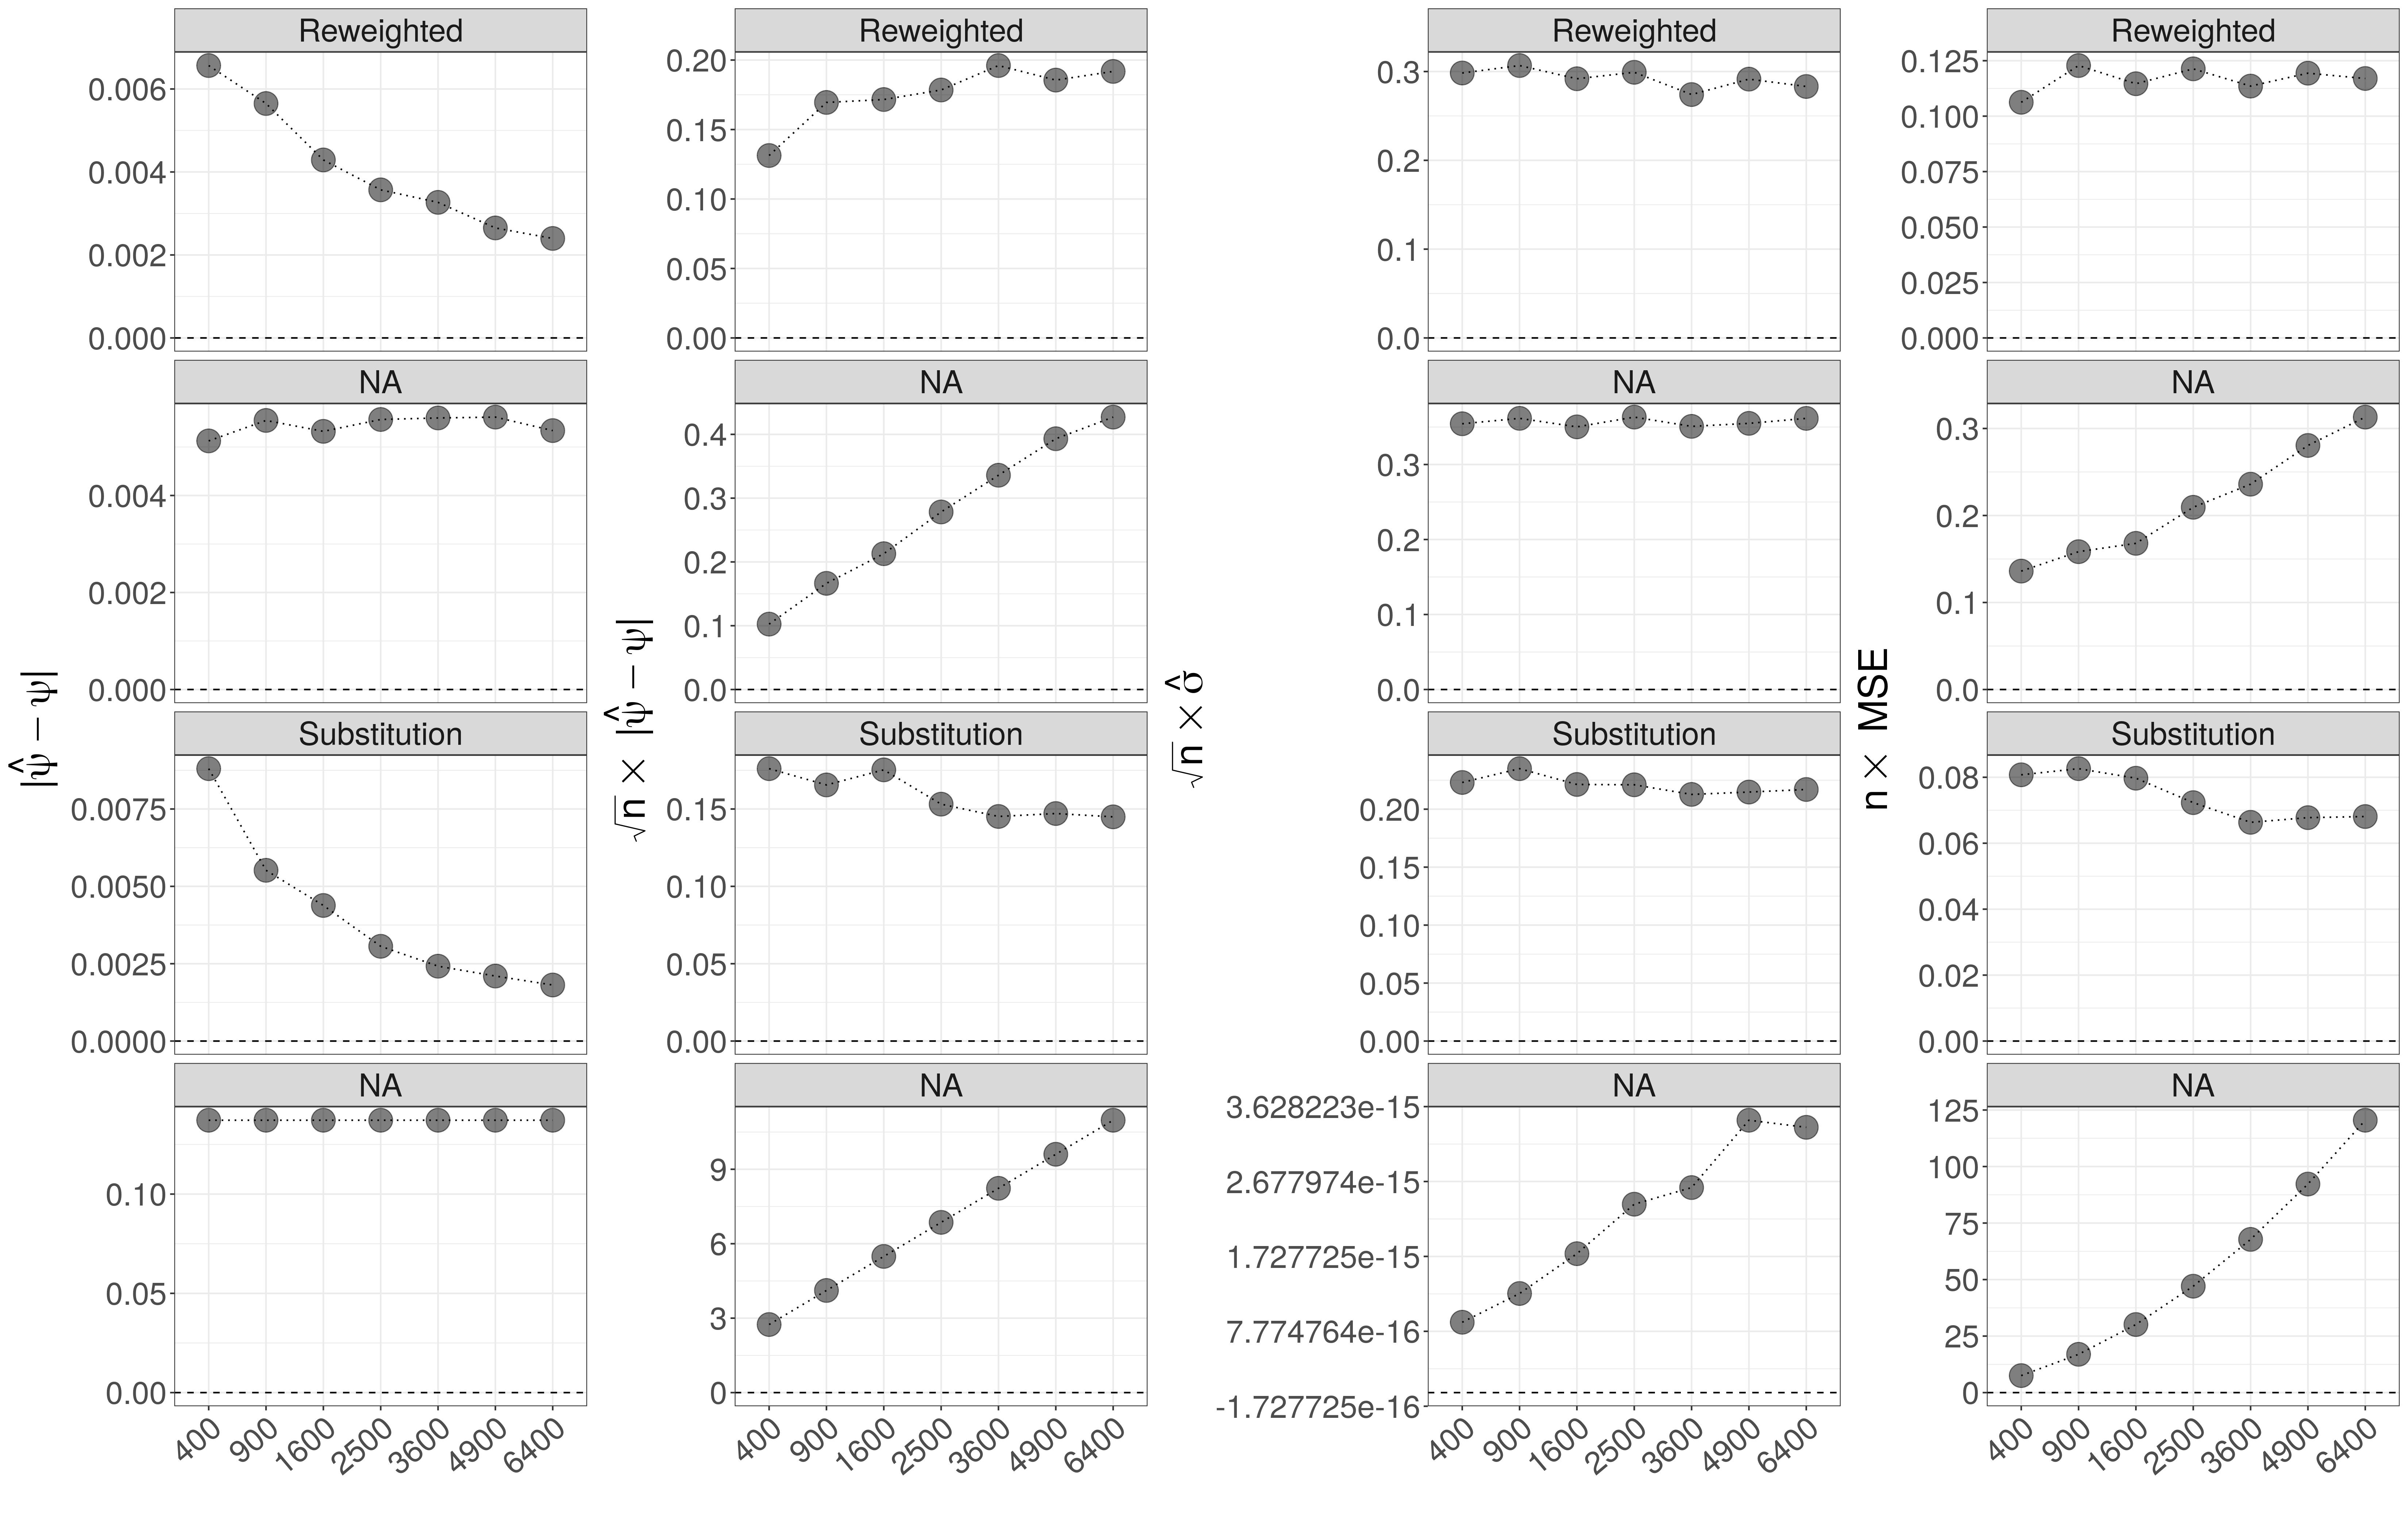 Reweighted Reweighted Reweighted Reweighted
0.006 0.20 0.3 0.125
0.004 0.15 0.2 0.100
0.002 0.10 0.1 0.075
0.000 0.05 0.0 0.050
0.00 0.025
0.000
NA NA NA NA
0.004 0.4 0.3 0.3
0.002 0.3 0.2 0.2
0.000 0.2 0.1 0.1
0.1 0.0 0.0
0.0
|ψ̂ − ψ|
√n × |ψ̂ − ψ|
√n × σ̂
n × MSE
Substitution Substitution Substitution Substitution
0.0075 0.15 0.20 0.08
0.0050 0.10 0.15 0.06
0.0025 0.05 0.10 0.04
0.0000 0.00 0.05 0.02
0.00 0.00
NA NA NA NA
0.10 9 3.628223e-15 125
0.05 6 2.677974e-15 100
0.00 3 1.727725e-15 75
0 7.774764e-16 50
-1.727725e-16 25
0
400 900 1600 2500 3600 4900 6400
400 900 1600 2500 3600 4900 6400
400 900 1600 2500 3600 4900 6400
400 900 1600 2500 3600 4900 6400